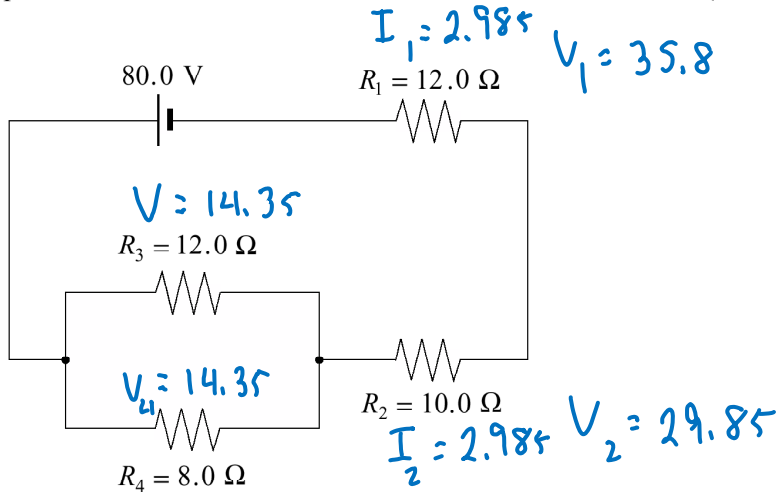 I₁ = 2.985
V₁ = 35.8
80.0 V
R₁ = 12.0 Ω
V = 14.35
R₃ = 12.0 Ω
V₄ = 14.35
R₂ = 10.0 Ω
I₂ = 2.985
V₂ = 29.85
R₄ = 8.0 Ω